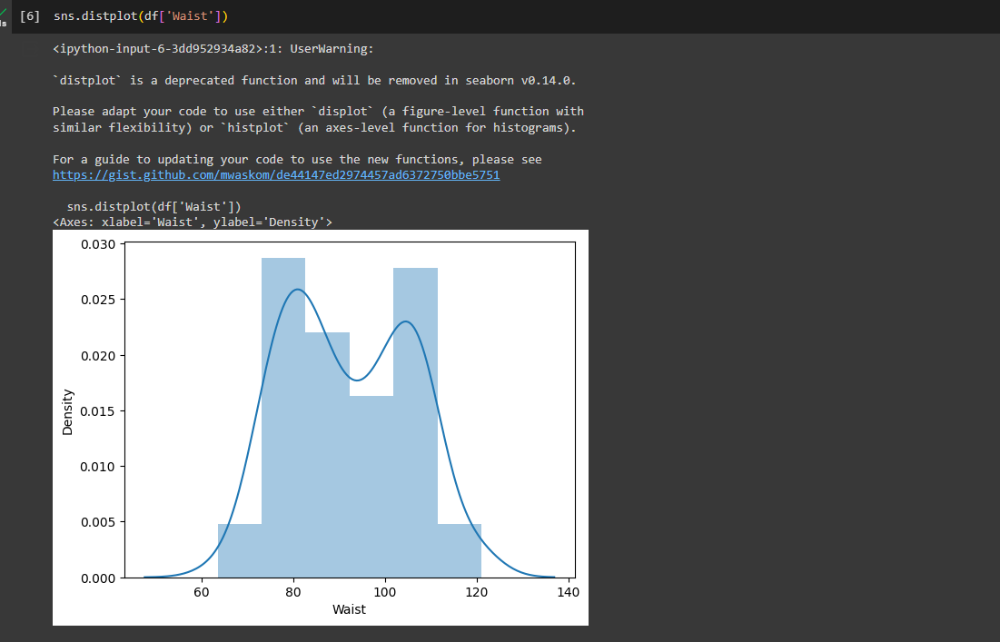 [6] sns.distplot(df['Waist'])
ls
<ipython-input-6-3dd952934a82>:1: UserWarning:
`distplot` is a deprecated function and will be removed in seaborn v0.14.0.
Please adapt your code to use either `displot` (a figure-level function with
similar flexibility) or `histplot` (an axes-level function for histograms).
For a guide to updating your code to use the new functions, please see
https://gist.github.com/mwaskom/de44147ed2974457ad6372750bbe5751
sns.distplot(df['Waist'])
<Axes: xlabel='Waist', ylabel='Density'>
0.030
0.025
0.020
0.015
0.010
0.005
0.000
Density
60 80 100 120 140
Waist